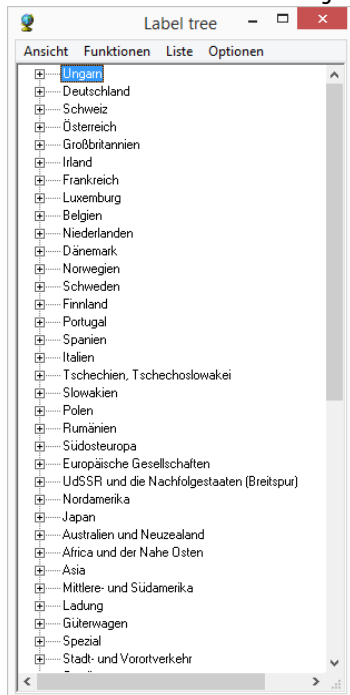 Label tree
Ansicht Funktionen Liste Optionen
Ungarn
Deutschland
Schweiz
Österreich
Großbritannien
Irland
Frankreich
Luxemburg
Belgien
Niederlanden
Dänemark
Norwegien
Schweden
Finnland
Portugal
Spanien
Italien
Tschechien, Tschechoslowakei
Slowakien
Polen
Rumänien
Südosteuropa
Europäische Gesellschaften
UdSSR und die Nachfolgestaaten (Breitspur)
Nordamerika
Japan
Australien und Neuzealand
Africa und der Nahe Osten
Asia
Mittlere- und Südamerika
Ladung
Güterwagen
Spezial
Stadt- und Vorortverkehr